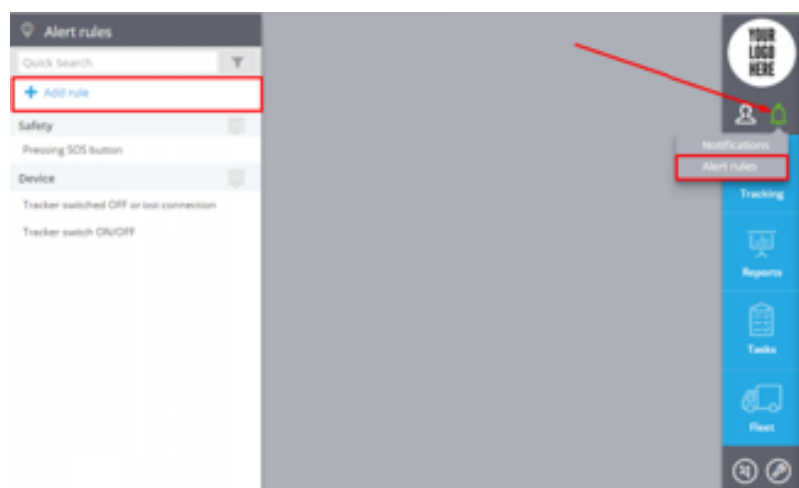 Alert rules
Quick Search
+ Add rule
Safety
Pressing SOS button
Device
Tracker switched OFF or lost connection
Tracker switch ON/OFF
YOUR
LOGO
HERE
Notifications
Alert rules
Tracking
Reports
Tasks
Fleet